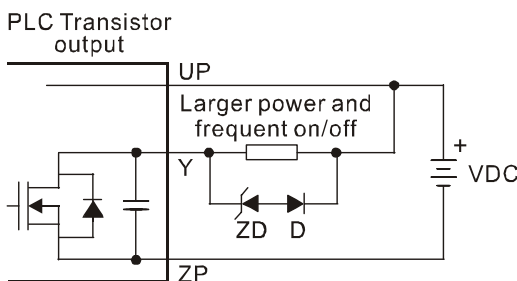 PLC Transistor
output
UP
Larger power and
frequent on/off
Y
+
VDC
ZD D
ZP